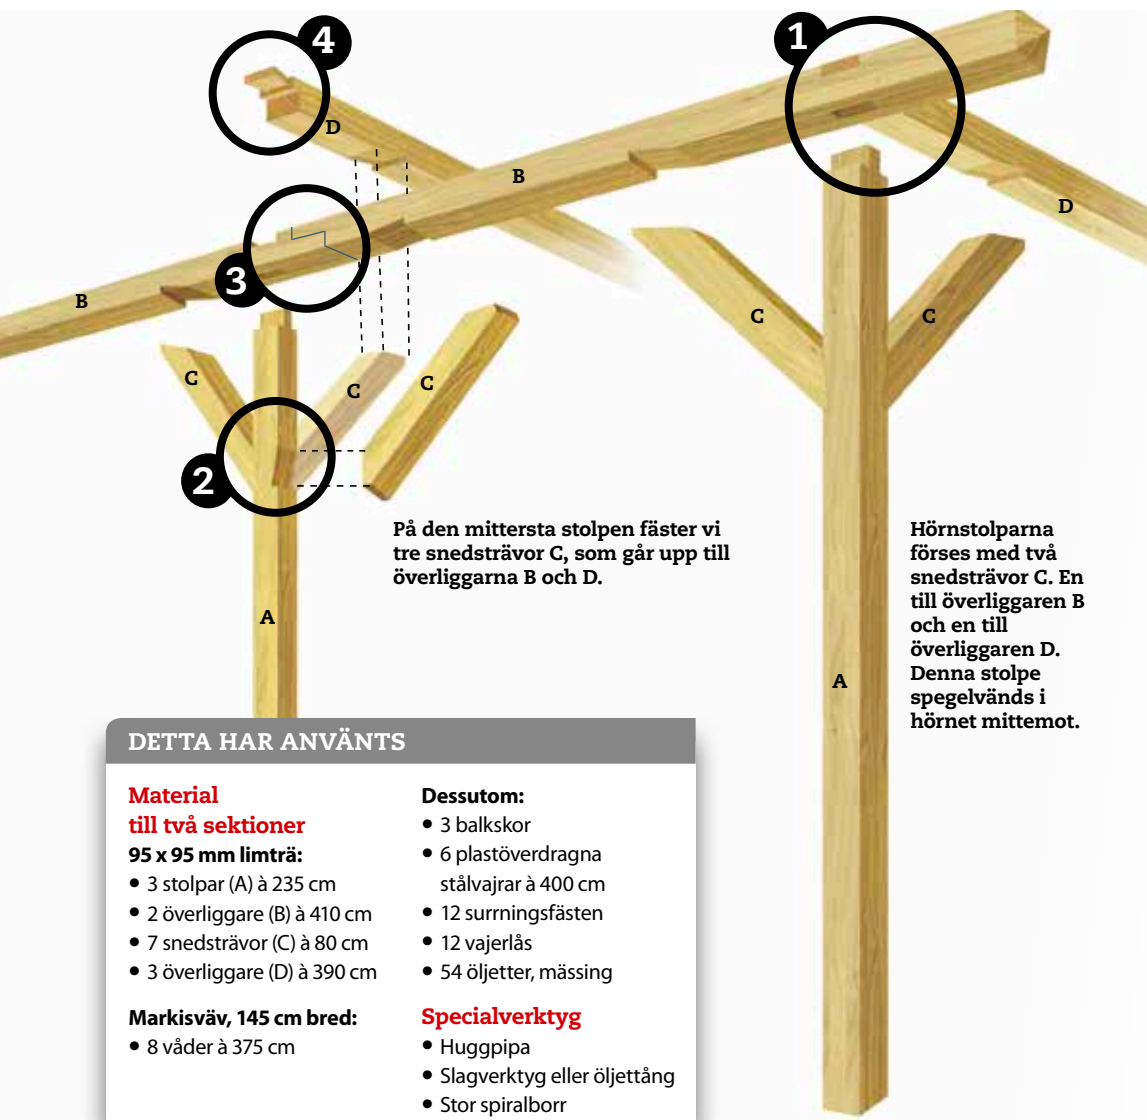 4
1
D
B
D
3
B
C
C
C
C
C
2
På den mittersta stolpen fäster vi
tre snedsträvor C, som går upp till
överliggarna B och D.
Hörnstolparna
förses med två
snedsträvor C. En
till överliggaren B
och en till
överliggaren D.
Denna stolpe
spegelvänds i
hörnet mittemot.
A
A
DETTA HAR ANVÄNTS
Material
till två sektioner
95 x 95 mm limträ:
• 3 stolpar (A) à 235 cm
• 2 överliggare (B) à 410 cm
• 7 snedsträvor (C) à 80 cm
• 3 överliggare (D) à 390 cm
Markisväv, 145 cm bred:
• 8 våder à 375 cm
Dessutom:
• 3 balkskor
• 6 plastöverdragna
stålvajrar à 400 cm
• 12 surrningsfästen
• 12 vajerlås
• 54 öljetter, mässing
Specialverktyg
• Huggpipa
• Slagverktyg eller öljettång
• Stor spiralborr